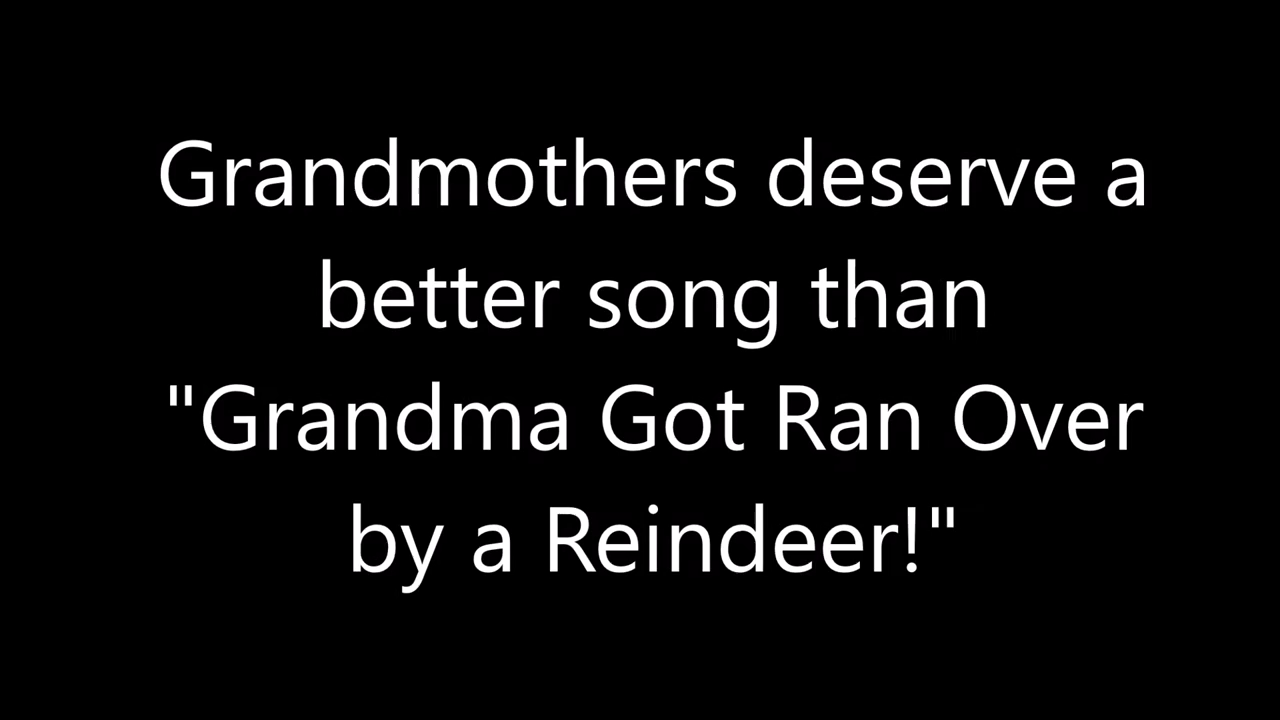 Grandmothers deserve a
better song than
"Grandma Got Ran Over
by a Reindeer!"